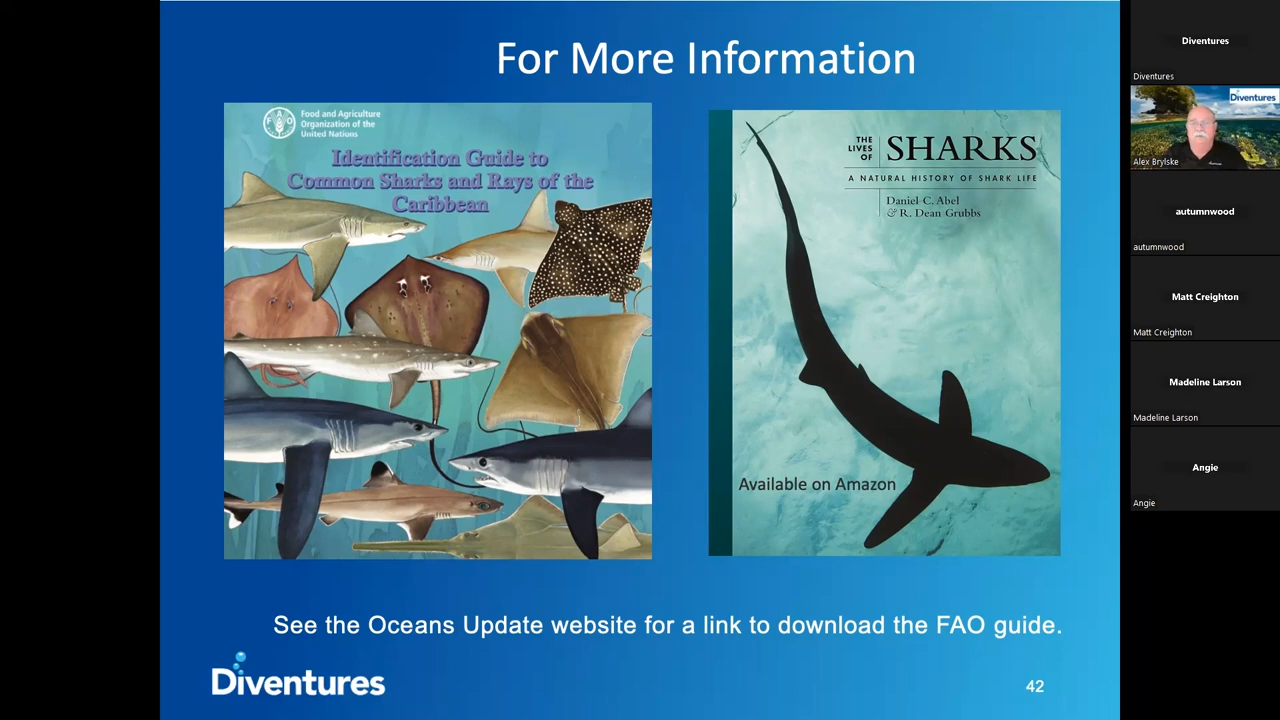 For More Information
Food and Agriculture
Organization of the
United Nations
F A O
Identification Guide to
Common Sharks and Rays of the
Caribbean
THE
LIVES
OF
SHARKS
A NATURAL HISTORY OF SHARK LIFE
Daniel C. Abel
& R. Dean Grubbs
Available on Amazon
See the Oceans Update website for a link to download the FAO guide.
Diventures
42
Diventures
Diventures
Diventures
Alex Brylske
autumnwood
autumnwood
Matt Creighton
Matt Creighton
Madeline Larson
Madeline Larson
Angie
Angie